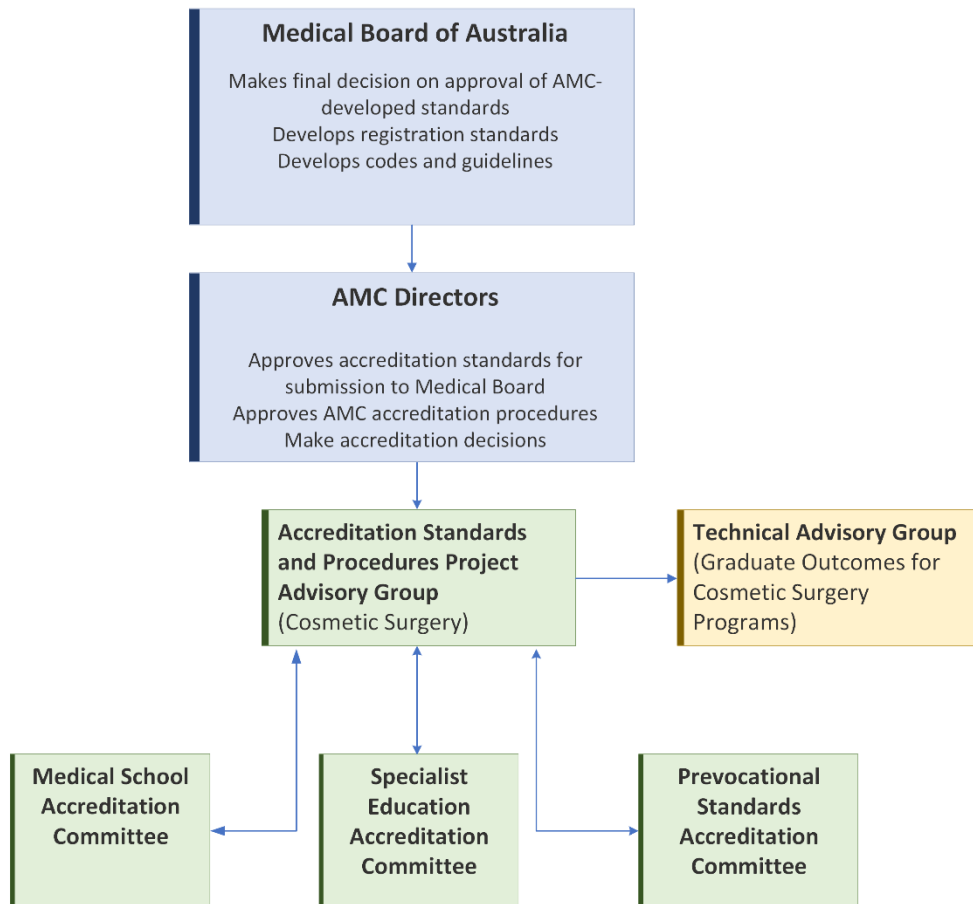 Medical Board of Australia
Makes final decision on approval of AMC-
developed standards
Develops registration standards
Develops codes and guidelines
AMC Directors
Approves accreditation standards for
submission to Medical Board
Approves AMC accreditation procedures
Make accreditation decisions
Accreditation Standards
and Procedures Project
Advisory Group
(Cosmetic Surgery)
Technical Advisory Group
(Graduate Outcomes for
Cosmetic Surgery
Programs)
Medical School
Accreditation
Committee
Specialist
Education
Accreditation
Committee
Prevocational
Standards
Accreditation
Committee